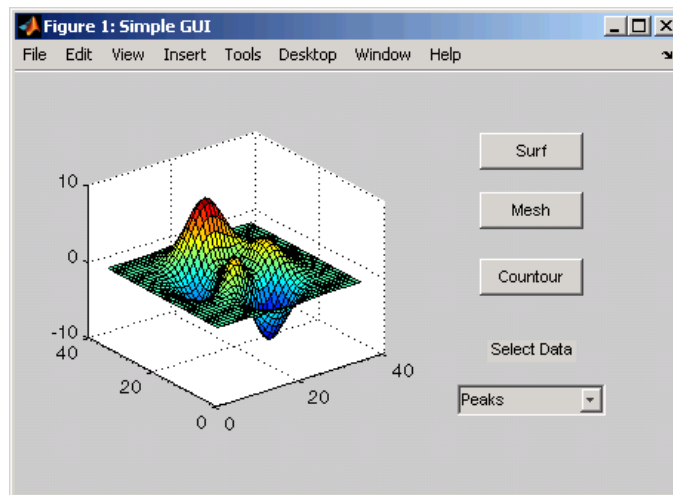 Figure 1: Simple GUI
File Edit View Insert Tools Desktop Window Help
Surf
Mesh
Countour
Select Data
Peaks
10
0
-10
40
20
0
0
20
40